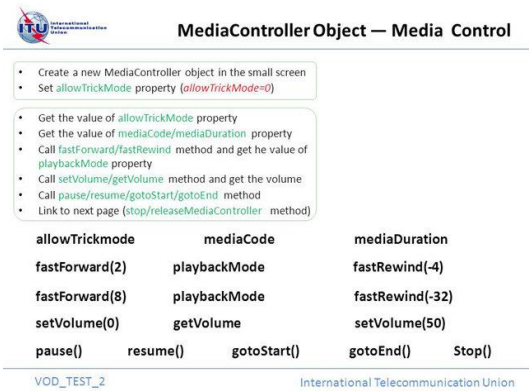 International
Telecommunication
Union
ITU
MediaController Object — Media Control
• Create a new MediaController object in the small screen
• Set allowTrickMode property (allowTrickMode=0)
• Get the value of allowTrickMode property
• Get the value of mediaCode/mediaDuration property
• Call fastForward/fastRewind method and get he value of
playbackMode property
• Call setVolume/getVolume method and get the volume
• Call pause/resume/gotoStart/gotoEnd method
• Link to next page (stop/releaseMediaController method)
allowTrickmode mediaCode mediaDuration
fastForward(2) playbackMode fastRewind(-4)
fastForward(8) playbackMode fastRewind(-32)
setVolume(0) getVolume setVolume(50)
pause() resume() gotoStart() gotoEnd() Stop()
VOD_TEST_2 International Telecommunication Union